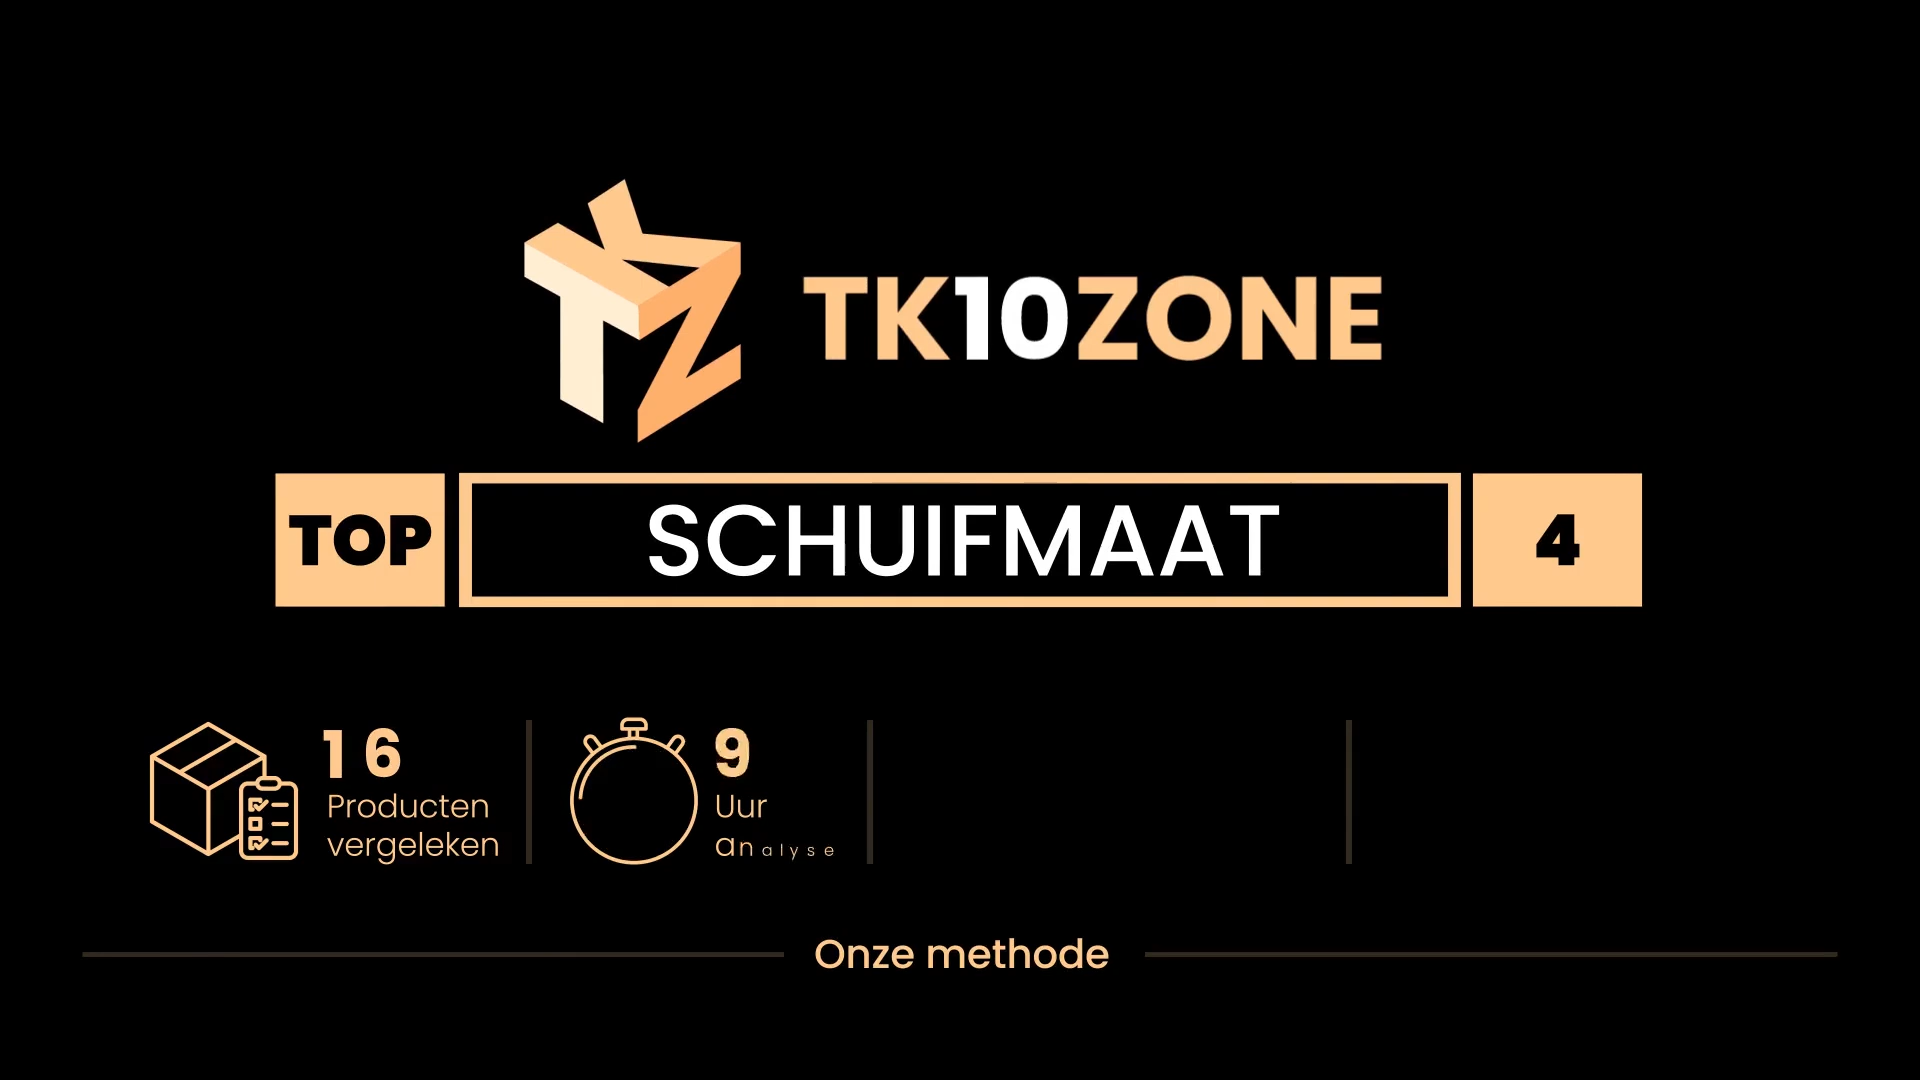 TK10ZONE
TOP SCHUIFMAAT 4
16
Producten
vergeleken
9
Uur
analyse
Onze methode